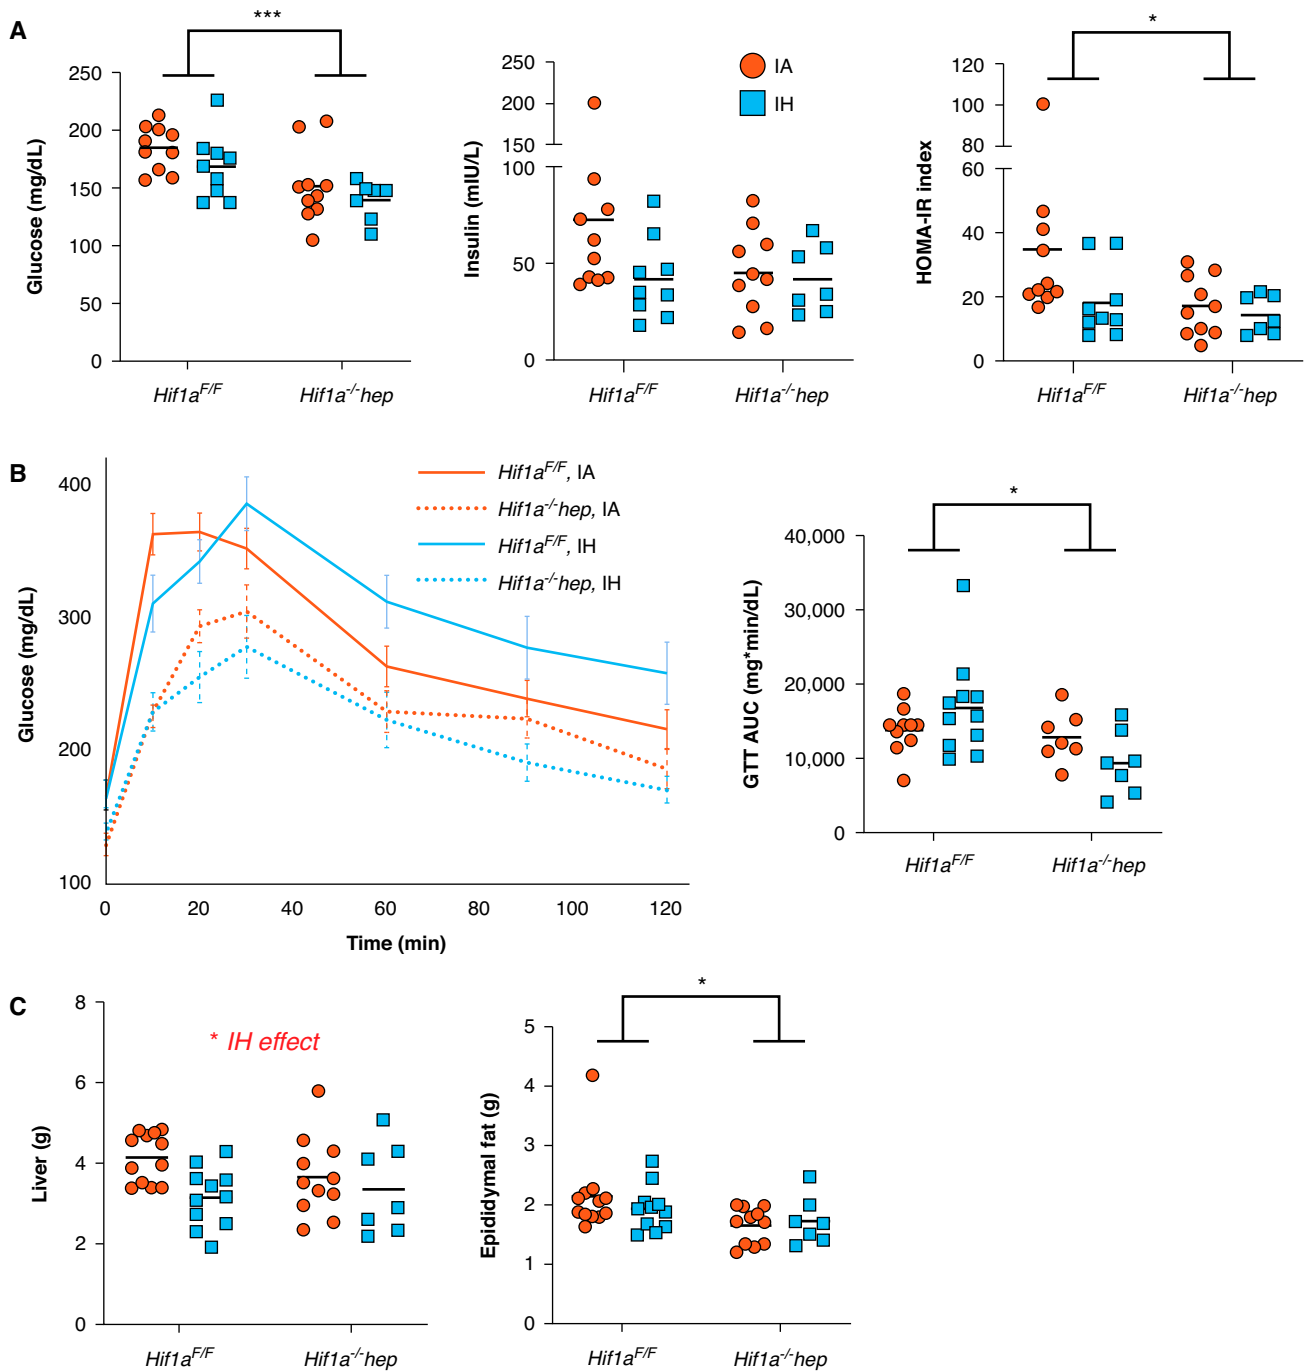 A
***
*
Glucose (mg/dL)
250
200
150
100
50
0
Hif1a^F/F
Hif1a^-/-hep
Insulin (mIU/L)
250
200
150
100
50
0
IA
IH
Hif1a^F/F
Hif1a^-/-hep
HOMA-IR index
120
100
80
60
40
20
0
Hif1a^F/F
Hif1a^-/-hep
B
Glucose (mg/dL)
400
300
200
100
0
20
40
60
80
100
120
Time (min)
Hif1a^F/F, IA
Hif1a^-/-hep, IA
Hif1a^F/F, IH
Hif1a^-/-hep, IH
*
GTT AUC (mg*min/dL)
40,000
30,000
20,000
10,000
0
Hif1a^F/F
Hif1a^-/-hep
C
Liver (g)
8
6
4
2
0
* IH effect
Hif1a^F/F
Hif1a^-/-hep
*
Epididymal fat (g)
5
4
3
2
1
0
Hif1a^F/F
Hif1a^-/-hep